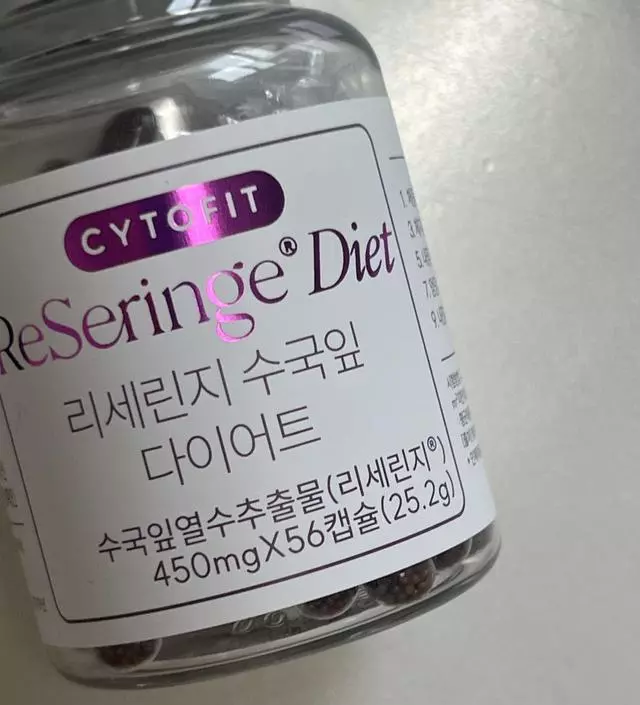 CYTOFIT
ReSeringe® Diet
리세린지 수국잎
다이어트
수국잎열수추출물(리세린지®)
450mgX56캡슐(25.2g)